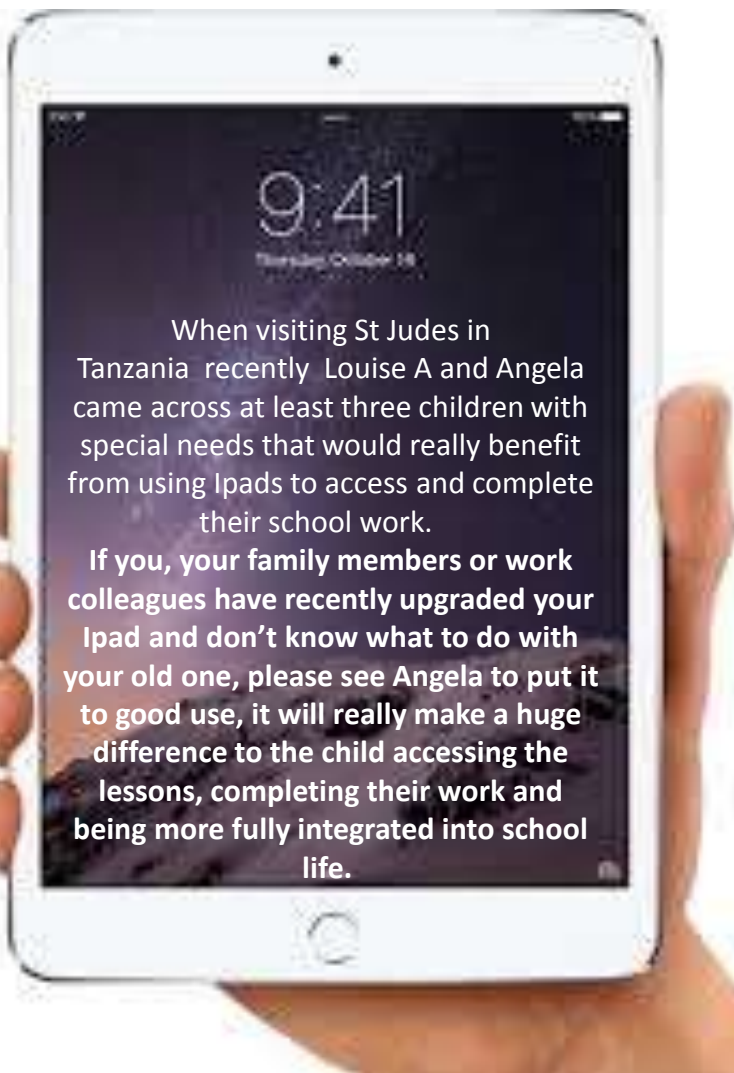 9:41
Thursday, October 16
When visiting St Judes in
Tanzania recently Louise A and Angela
came across at least three children with
special needs that would really benefit
from using Ipads to access and complete
their school work.
If you, your family members or work
colleagues have recently upgraded your
Ipad and don’t know what to do with
your old one, please see Angela to put it
to good use, it will really make a huge
difference to the child accessing the
lessons, completing their work and
being more fully integrated into school
life.